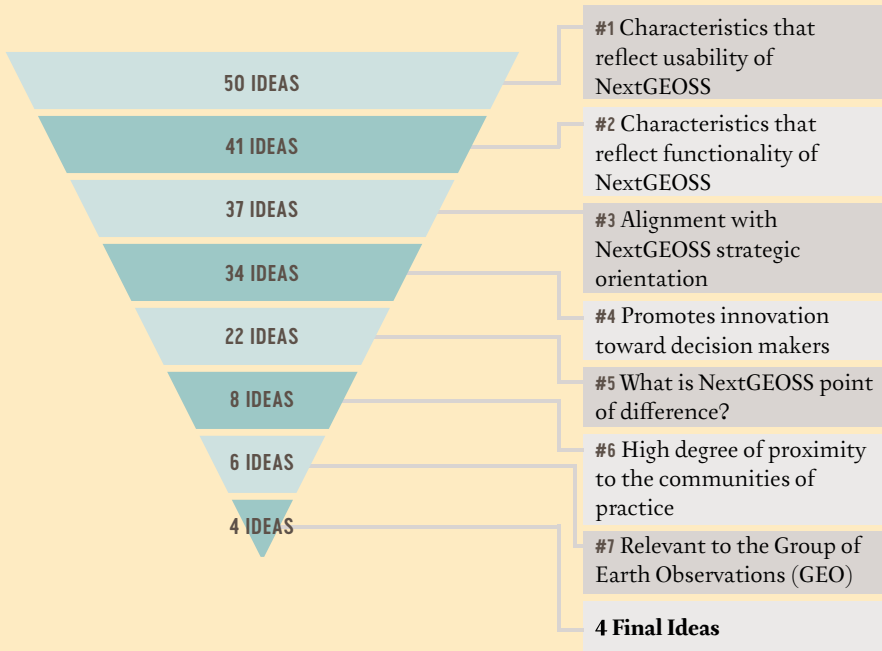 50 IDEAS
41 IDEAS
37 IDEAS
34 IDEAS
22 IDEAS
8 IDEAS
6 IDEAS
4 IDEAS
#1 Characteristics that
reflect usability of
NextGEOSS
#2 Characteristics that
reflect functionality of
NextGEOSS
#3 Alignment with
NextGEOSS strategic
orientation
#4 Promotes innovation
toward decision makers
#5 What is NextGEOSS point
of difference?
#6 High degree of proximity
to the communities of
practice
#7 Relevant to the Group of
Earth Observations (GEO)
4 Final Ideas